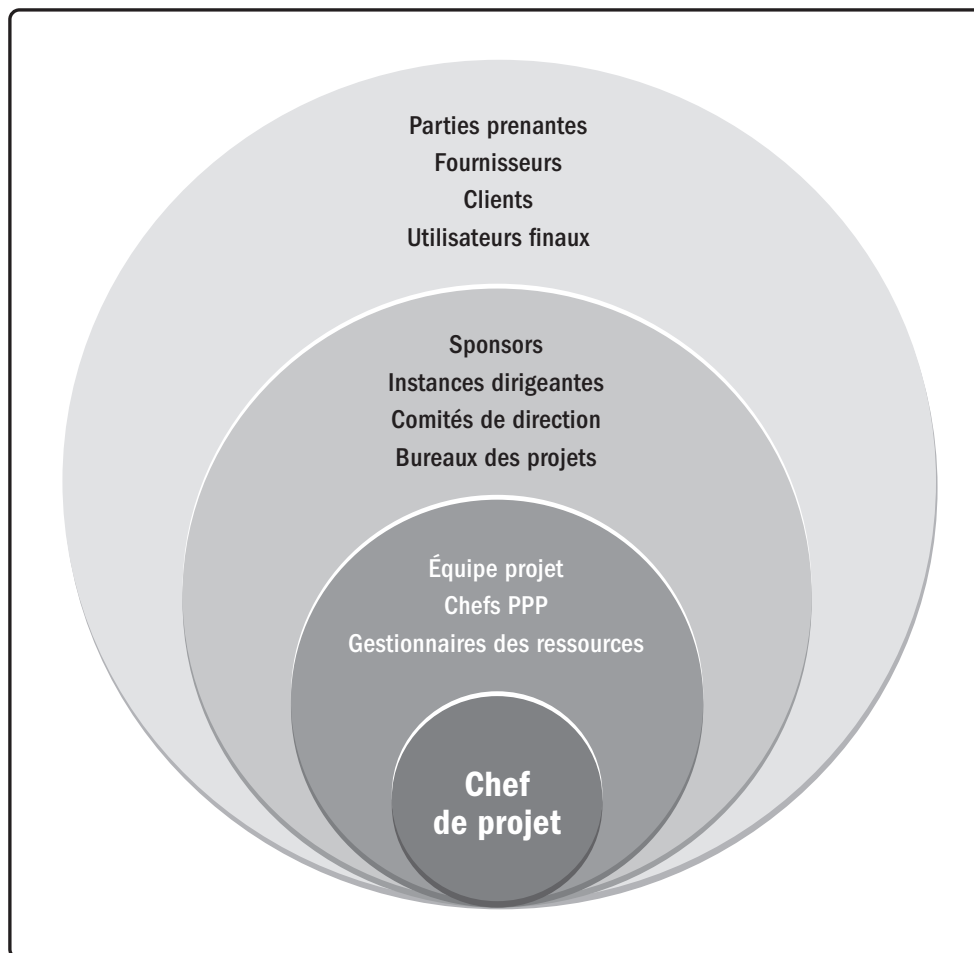 Parties prenantes
Fournisseurs
Clients
Utilisateurs finaux
Sponsors
Instances dirigeantes
Comités de direction
Bureaux des projets
Équipe projet
Chefs PPP
Gestionnaires des ressources
Chef
de projet